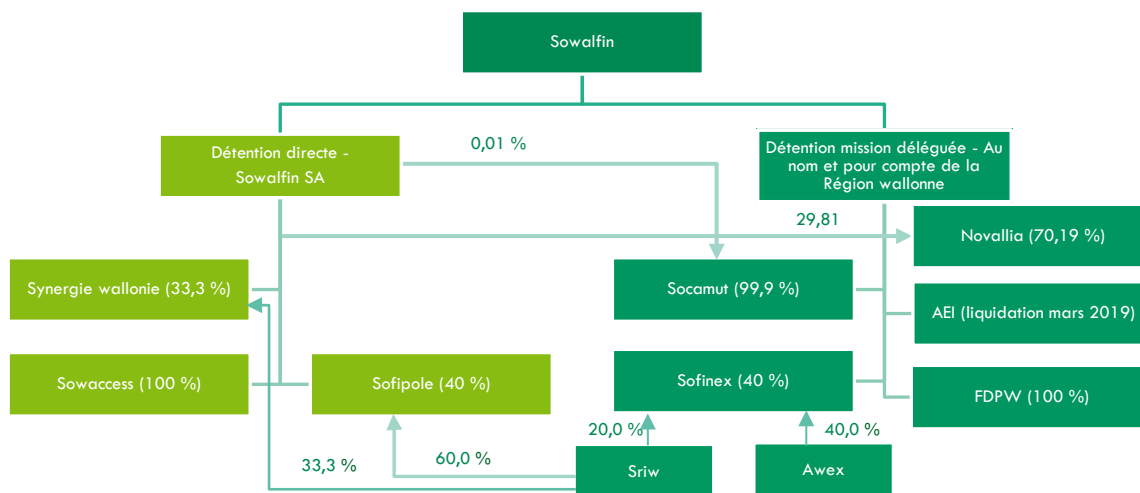 Sowalfin
Détention directe -
Sowalfin SA
0,01 %
Détention mission déléguée - Au
nom et pour compte de la
Région wallonne
29,81
Novallia (70,19 %)
Synergie wallonie (33,3 %)
Socamut (99,9 %)
AEI (liquidation mars 2019)
Sowaccess (100 %)
Sofipole (40 %)
Sofinex (40 %)
FDPW (100 %)
20,0 %
40,0 %
33,3 %
60,0 %
Sriw
Awex